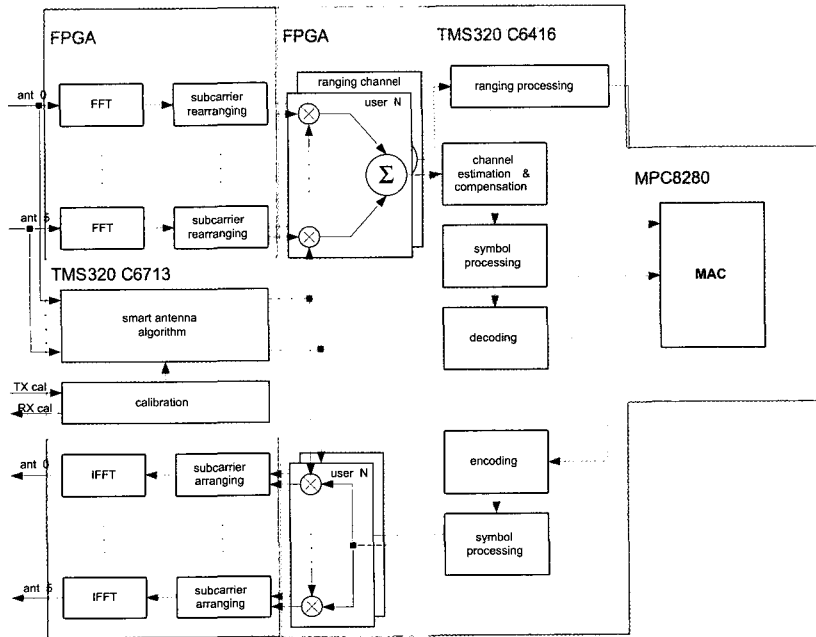 FPGA
FPGA
TMS320 C6416
ant 0
FFT
subcarrier
rearranging
ranging channel
user N
ranging processing
Σ
channel
estimation &
compensation
MPC8280
ant 5
FFT
subcarrier
rearranging
symbol
processing
MAC
TMS320 C6713
smart antenna
algorithm
decoding
TX cal
RX cal
calibration
ant 0
IFFT
subcarrier
arranging
user N
encoding
symbol
processing
ant 5
IFFT
subcarrier
arranging